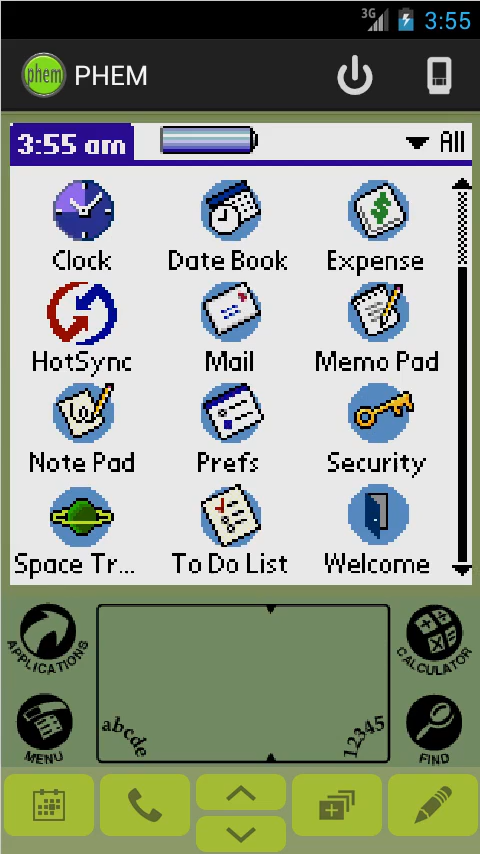 3G 3:55
phem PHEM
3:55 am All
Clock Date Book Expense
HotSync Mail Memo Pad
Note Pad Prefs Security
Space Tr... To Do List Welcome
APPLICATIONS CALCULATOR
abcde 12345
MENU FIND